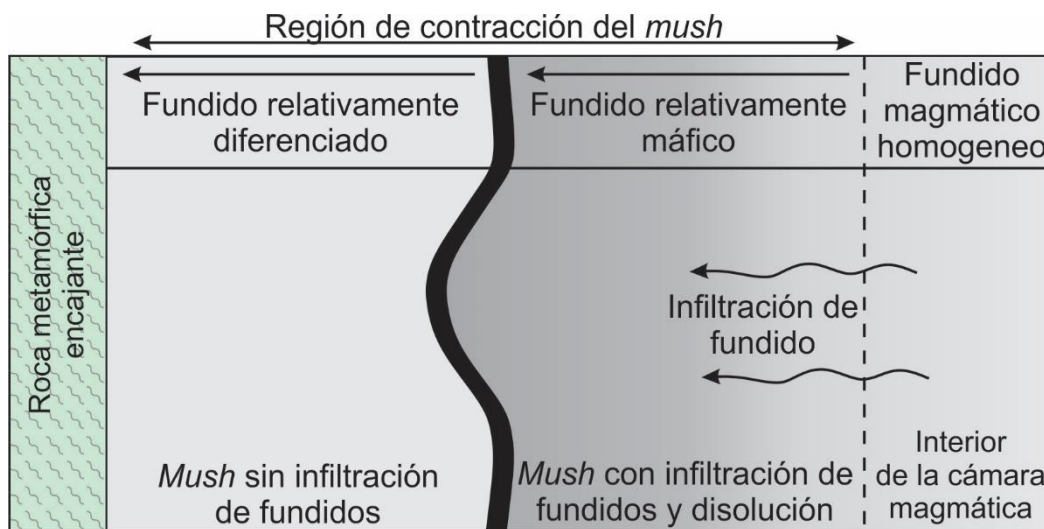 Región de contracción del mush
Fundido relativamente
diferenciado
Fundido relativamente
máfico
Fundido
magmático
homogeneo
Roca metamórfica
encajante
Infiltración de
fundido
Mush sin infiltración
de fundidos
Mush con infiltración de
fundidos y disolución
Interior
de la cámara
magmática